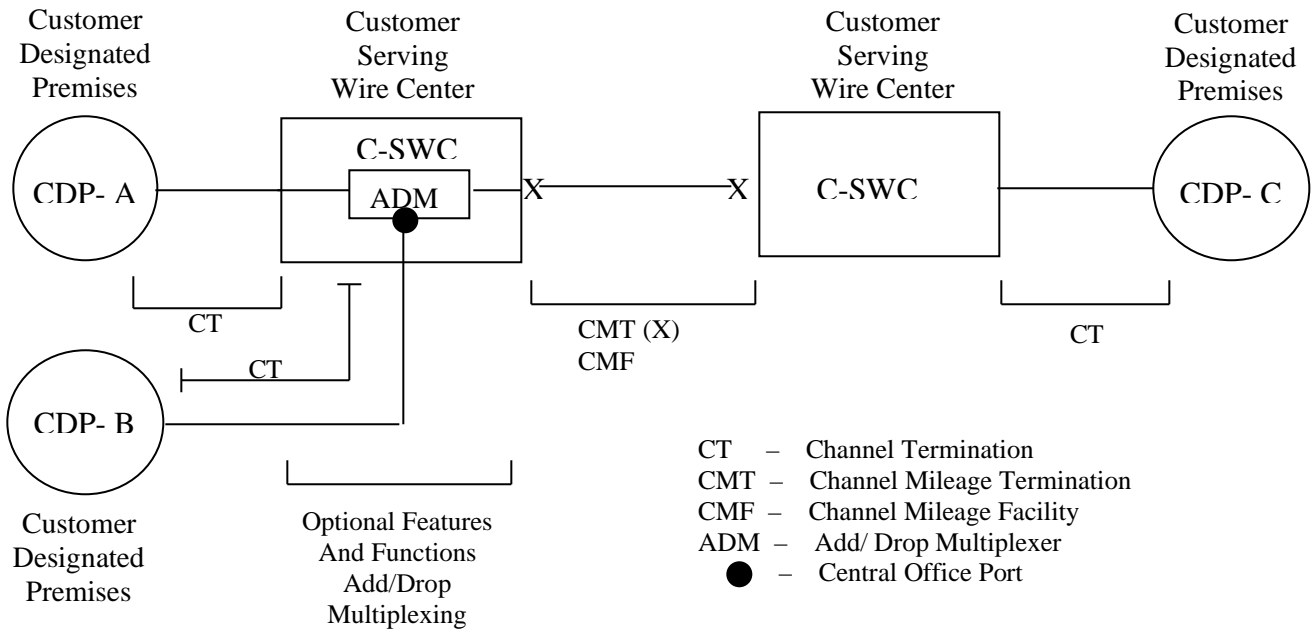 Customer
Designated
Premises
Customer
Serving
Wire Center
Customer
Serving
Wire Center
Customer
Designated
Premises
CDP- A
C-SWC
ADM
X
X
C-SWC
CDP- C
CT
CMT (X)
CMF
CT
CT
CDP- B
Customer
Designated
Premises
Optional Features
And Functions
Add/Drop
Multiplexing
CT – Channel Termination
CMT – Channel Mileage Termination
CMF – Channel Mileage Facility
ADM – Add/ Drop Multiplexer
– Central Office Port